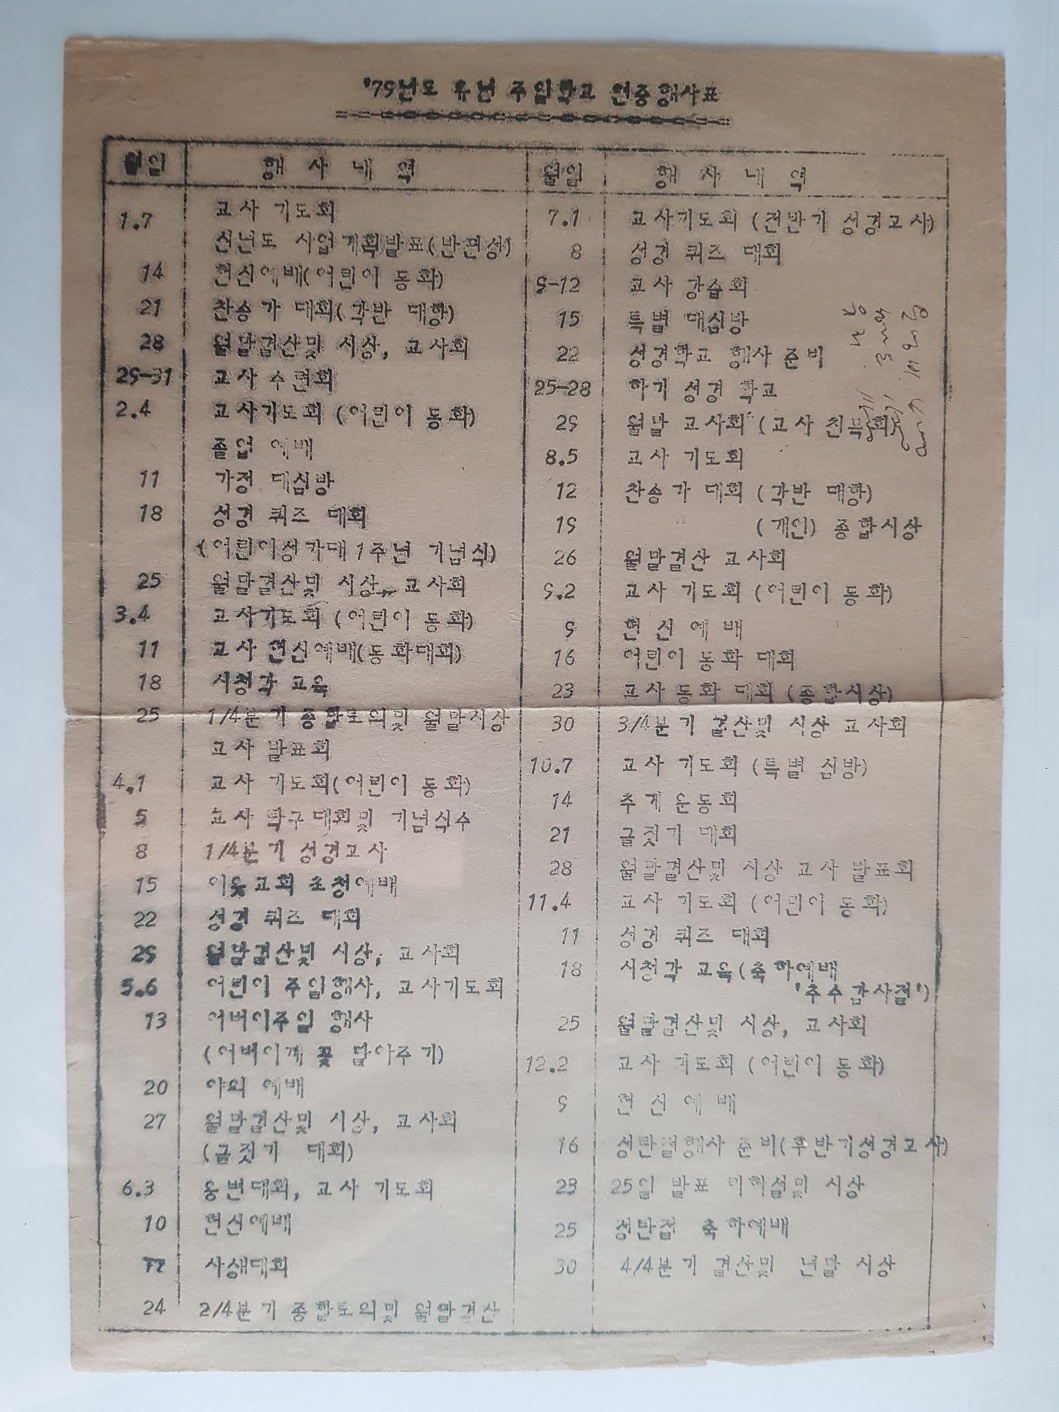 '79년도 유년 주일학교 연중행사표
월일 행 사 내 역
1.7 교사 기도회
신년도 사업계획발표(반편성)
14 헌신예배(어린이 동화)
21 찬송가 대회(각반 대항)
28 월말결산및 시상, 교사회
29-31 교사 수련회
2.4 교사기도회 (어린이 동화)
졸업 예배
11 가정 대심방
18 성경 퀴즈 대회
(어린이성가대 1주년 기념식)
25 월말결산및 시상, 교사회
3.4 교사기도회 (어린이 동화)
11 교사 헌신예배(동화대회)
18 시청각 교육
25 1/4분기 종합토의및 월말시상
교사 발표회
4.1 교사 기도회(어린이 동화)
5 교사 탁구대회및 기념식수
8 1/4분기 성경고사
15 이웃교회 초청예배
22 성경 퀴즈 대회
29 월말결산및 시상, 교사회
5.6 어린이 주일행사, 교사기도회
13 어버이주일 행사
(어버이게 꽃 달아주기)
20 야외 예배
27 월말결산및 시상, 교사회
(글짓기 대회)
6.3 웅변대회, 교사 기도회
10 헌신예배
17 사생대회
24 2/4분기 종합토의및 월말결산
월일 행 사 내 역
7.1 교사기도회 (전반기 성경고사)
8 성경 퀴즈 대회
9-12 교사 강습회
15 특별 대심방
22 성경학교 행사 준비
25-28 하기 성경 학교
29 월말 교사회 (교사 친목회)
8.5 교사 기도회
12 찬송가 대회 (각반 대항)
19 (개인) 종합시상
26 월말결산 교사회
9.2 교사 기도회 (어린이 동화)
9 헌신예배
16 어린이 동화 대회
23 교사 동화 대회 (종합시상)
30 3/4분기 결산및 시상 교사회
10.7 교사 기도회 (특별 심방)
14 추계 운동회
21 글짓기 대회
28 월말결산및 시상 교사 발표회
11.4 교사 기도회 (어린이 동화)
11 성경 퀴즈 대회
18 시청각 교육(축하예배
'추수감사절')
25 월말결산및 시상, 교사회
12.2 교사 기도회 (어린이 동화)
9 헌신예배
16 성탄절행사 준비(후반기성경고사)
23 25일 발표 리허설및 시상
25 성탄절 축하예배
30 4/4분기 결산및 년말 시상